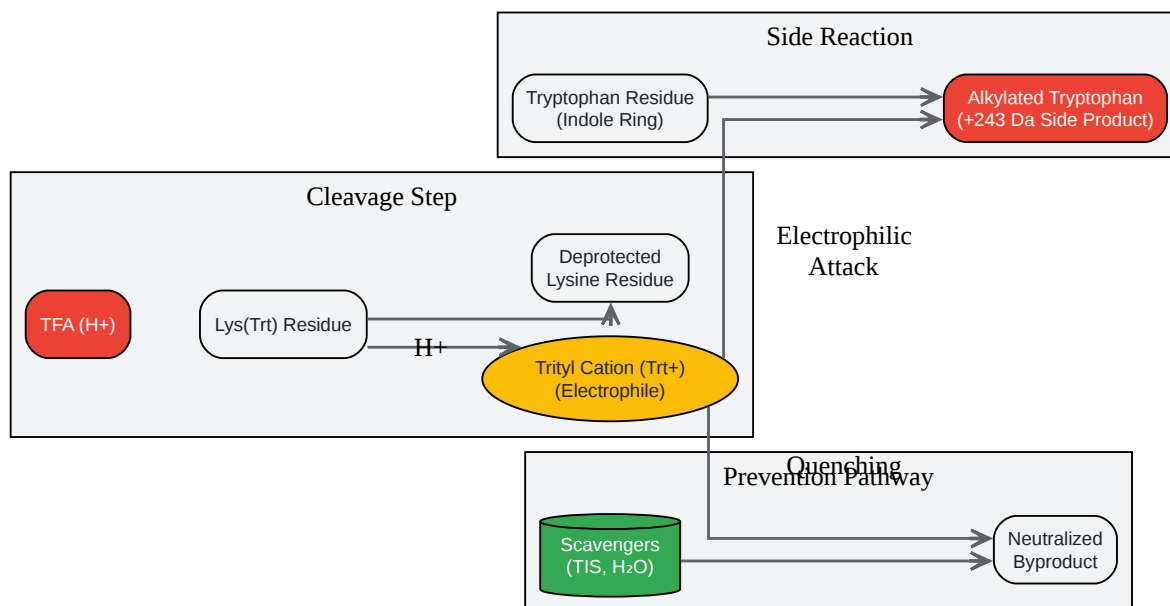 Side Reaction
Tryptophan Residue
(Indole Ring)
Alkylated Tryptophan
(+243 Da Side Product)
Cleavage Step
Electrophilic
Attack
Deprotected
Lysine Residue
TFA (H+)
Lys(Trt) Residue
H+
Trityl Cation (Trt+)
(Electrophile)
Quenching
Prevention Pathway
Scavengers
(TIS, H₂O)
Neutralized
Byproduct